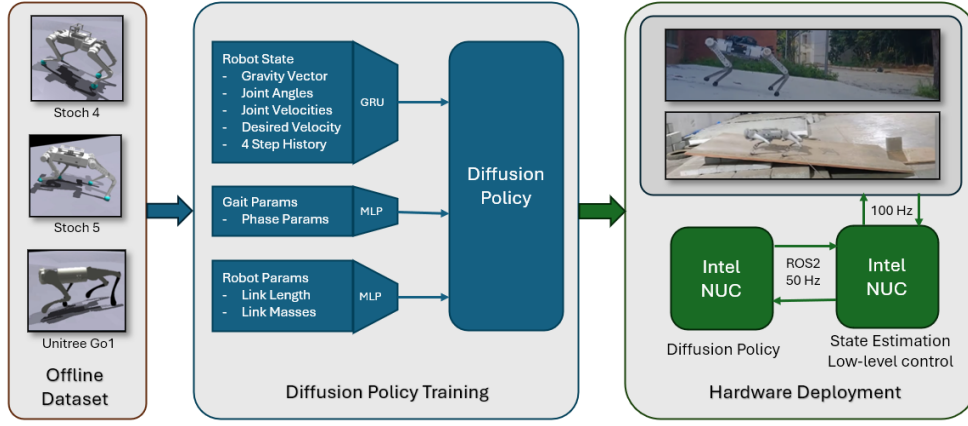 Stoch 4
Stoch 5
Unitree Go1
Offline
Dataset
Robot State
- Gravity Vector
- Joint Angles
- Joint Velocities
- Desired Velocity
- 4 Step History
GRU
Gait Params
- Phase Params
MLP
Robot Params
- Link Length
- Link Masses
MLP
Diffusion
Policy
Diffusion Policy Training
100 Hz
Intel
NUC
ROS2
50 Hz
Intel
NUC
Diffusion Policy
State Estimation
Low-level control
Hardware Deployment